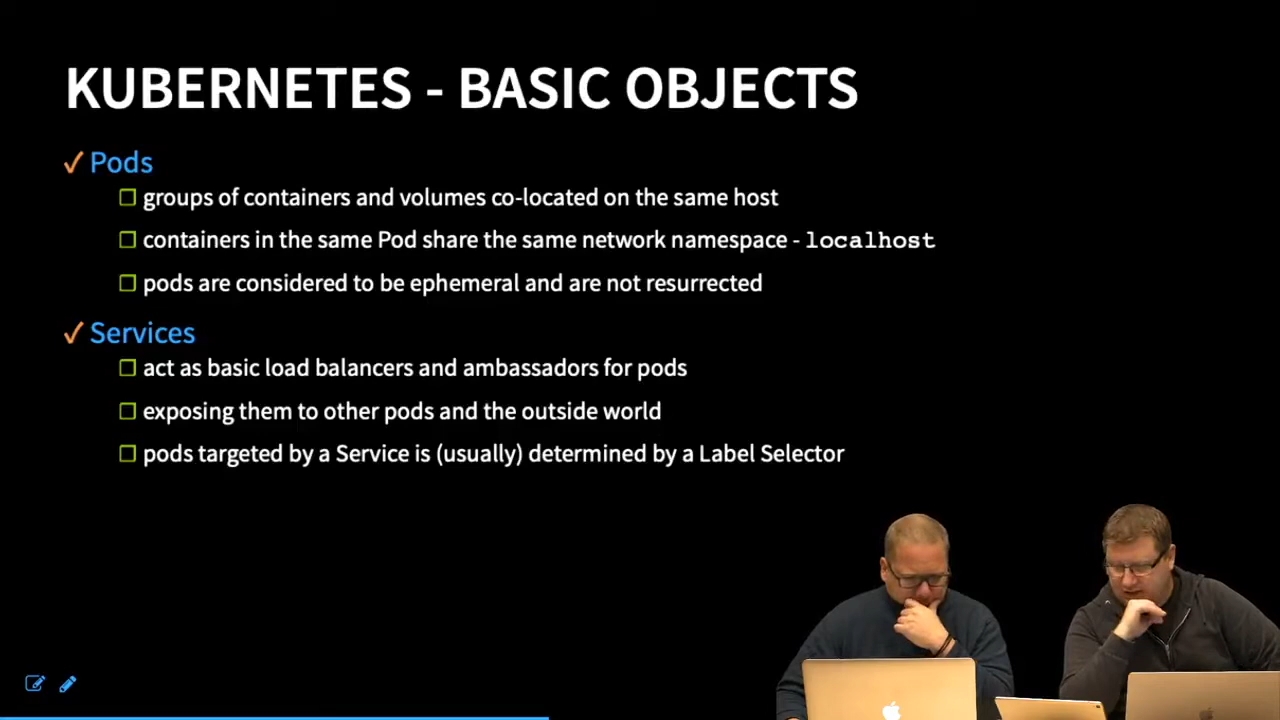 KUBERNETES - BASIC OBJECTS
Pods
groups of containers and volumes co-located on the same host
containers in the same Pod share the same network namespace - localhost
pods are considered to be ephemeral and are not resurrected
Services
act as basic load balancers and ambassadors for pods
exposing them to other pods and the outside world
pods targeted by a Service is (usually) determined by a Label Selector